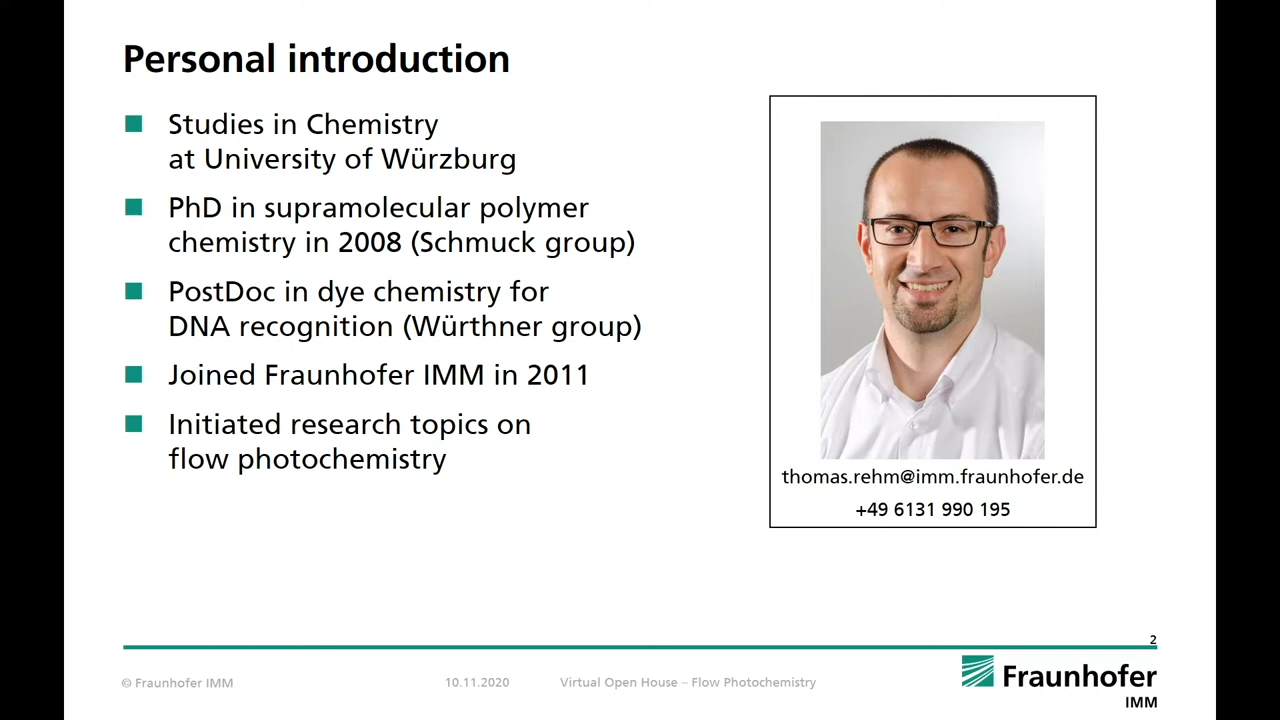 Personal introduction
Studies in Chemistry
at University of Würzburg
PhD in supramolecular polymer
chemistry in 2008 (Schmuck group)
PostDoc in dye chemistry for
DNA recognition (Würthner group)
Joined Fraunhofer IMM in 2011
Initiated research topics on
flow photochemistry
thomas.rehm@imm.fraunhofer.de
+49 6131 990 195
2
© Fraunhofer IMM
10.11.2020
Virtual Open House – Flow Photochemistry
Fraunhofer
IMM